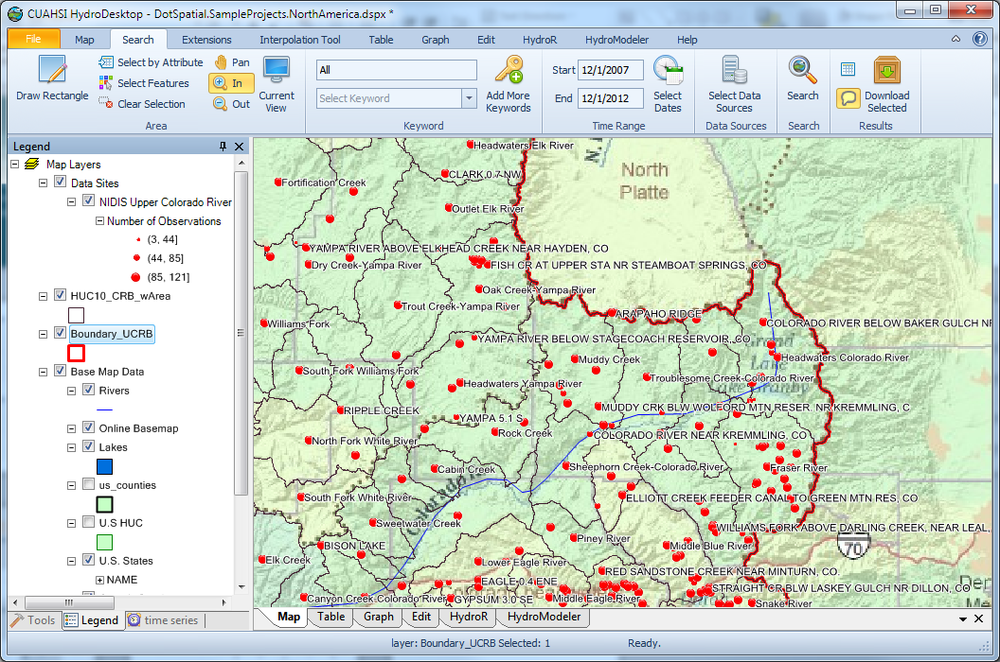 CUAHSI HydroDesktop - DotSpatial.SampleProjects.NorthAmerica.dspx *
File Map Search Extensions Interpolation Tool Table Graph Edit HydroR HydroModeler Help
Draw Rectangle
Select by Attribute
Select Features
Clear Selection
Pan
In
Out
Current View
Area
All
Select Keyword
Add More Keywords
Keyword
Start 12/1/2007
End 12/1/2012
Select Dates
Time Range
Select Data Sources
Data Sources
Search
Search
Download Selected
Results
Legend
Map Layers
Data Sites
NIDIS Upper Colorado River
Number of Observations
(3, 44]
(44, 85]
(85, 121]
HUC10_CRB_wArea
Boundary_UCRB
Base Map Data
Rivers
Online Basemap
Lakes
us_counties
U.S HUC
U.S. States
NAME
Tools Legend time series
Headwaters Elk River
North
Platte
CLARK 0.7 NW
Fortification Creek
Outlet Elk River
YAMPA RIVER ABOVE ELKHEAD CREEK NEAR HAYDEN, CO
Dry Creek-Yampa River
FISH CR AT UPPER STA NR STEAMBOAT SPRINGS, CO
Oak Creek-Yampa River
Trout Creek-Yampa River
ARAPAHO RIDGE
Williams Fork
COLORADO RIVER BELOW BAKER GULCH NR
YAMPA RIVER BELOW STAGECOACH RESERVOIR, CO
Grand
Lake
Muddy Creek
Headwaters Colorado River
South Fork Williams Fork
Troublesome Creek-Colorado River
Headwaters Yampa River
Lake Granby
RIPPLE CREEK
MUDDY CRK BLW WOLFORD MTN RESER. NR KREMMLING, C
YAMPA 5.1 S
Rock Creek
COLORADO RIVER NEAR KREMMLING, CO
North Fork White River
Cabin Creek
Sheephorn Creek-Colorado River
Fraser River
Colorado
South Fork White River
ELLIOTT CREEK FEEDER CANAL TO GREEN MTN RES, CO
Sweetwater Creek
WILLIAMS FORK ABOVE DARLING CREEK, NEAR LEAL,
Piney River
BISON LAKE
Middle Blue River
70
Elk Creek
Lower Eagle River
RED SANDSTONE CREEK NEAR MINTURN, CO.
EAGLE 0.4 ENE
STRAIGHT CR BLW LASKEY GULCH NR DILLON, CO
Canyon Creek-Colorado River
GYPSUM 3.0 SE
Middle Eagle River
Snake River
Map Table Graph Edit HydroR HydroModeler
layer: Boundary_UCRB Selected: 1 Ready.